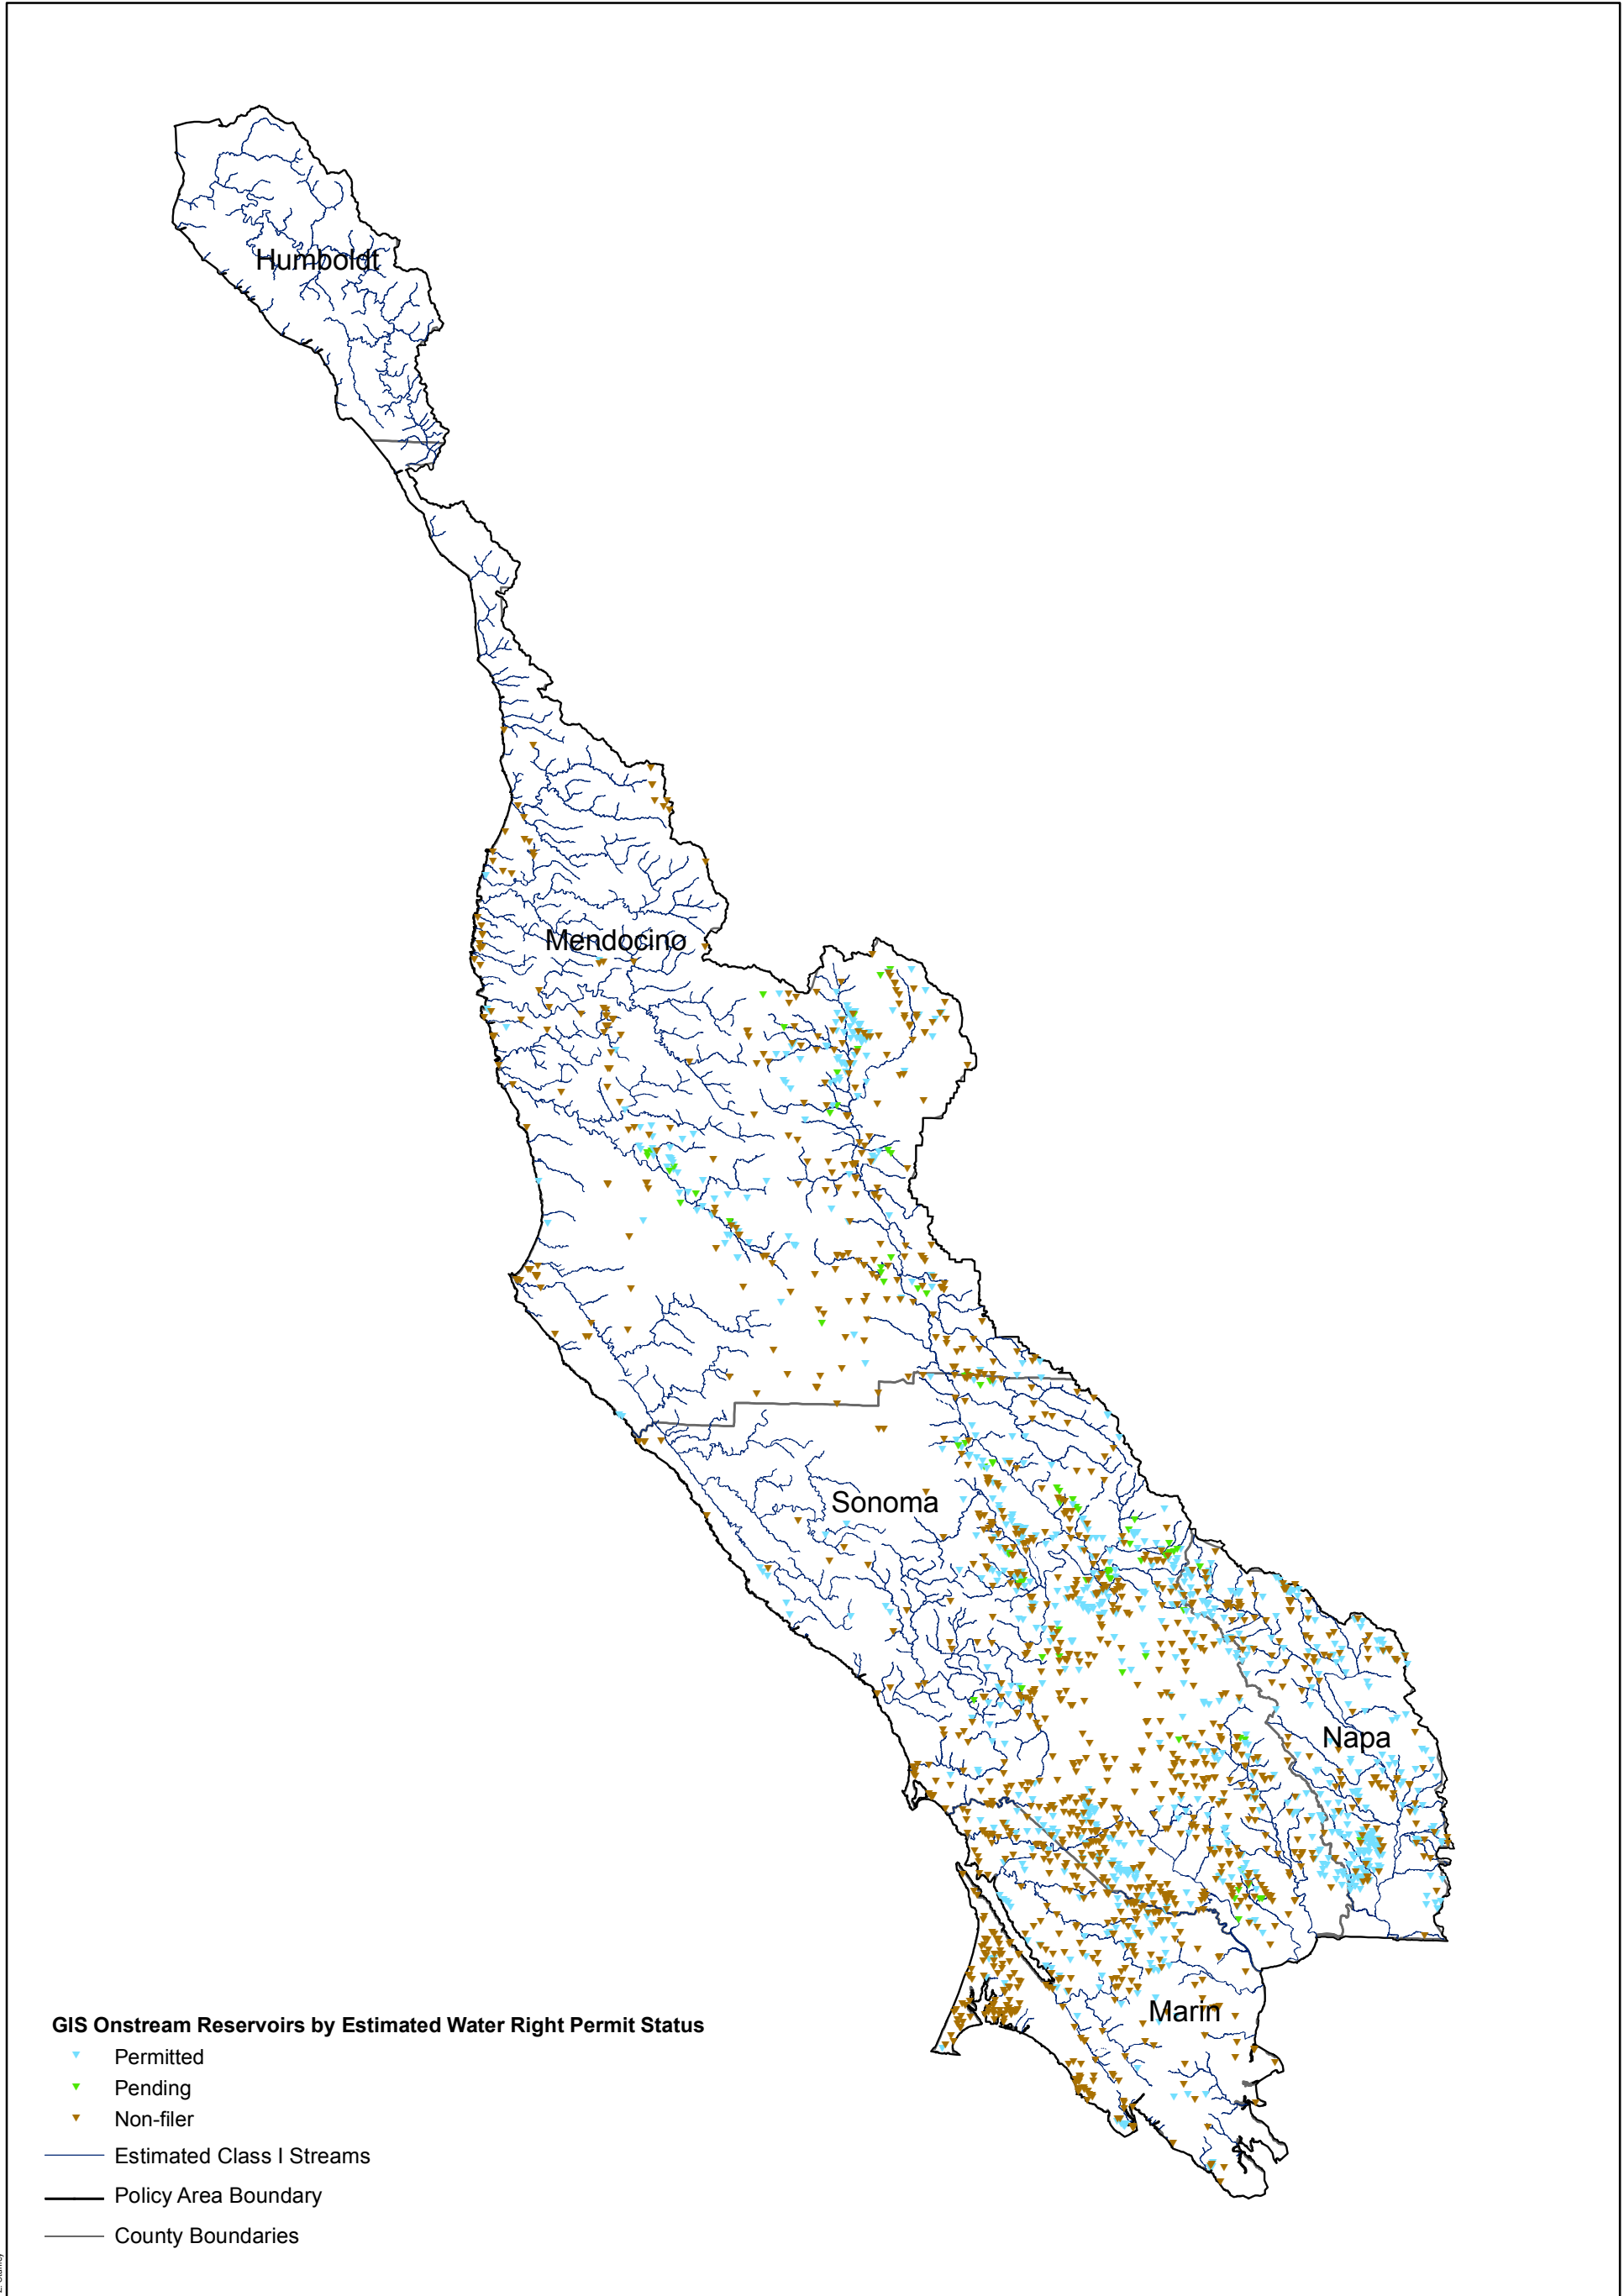 Humboldt
Mendocino
Sonoma
Napa
Marin
GIS Onstream Reservoirs by Estimated Water Right Permit Status
Permitted
Pending
Non-filer
Estimated Class I Streams
Policy Area Boundary
County Boundaries